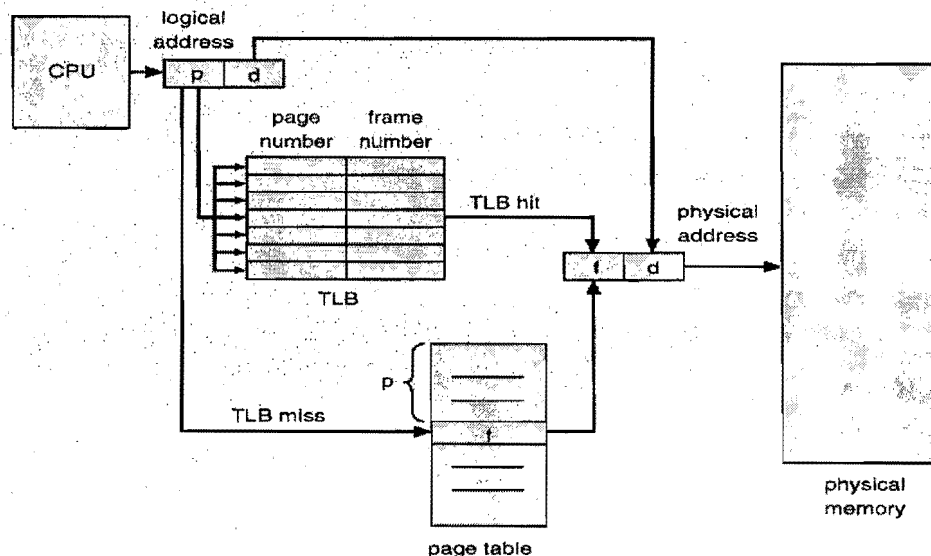 logical
address
CPU
p d
page
number
frame
number
TLB hit
physical
address
f d
TLB
p
TLB miss
f
physical
memory
page table